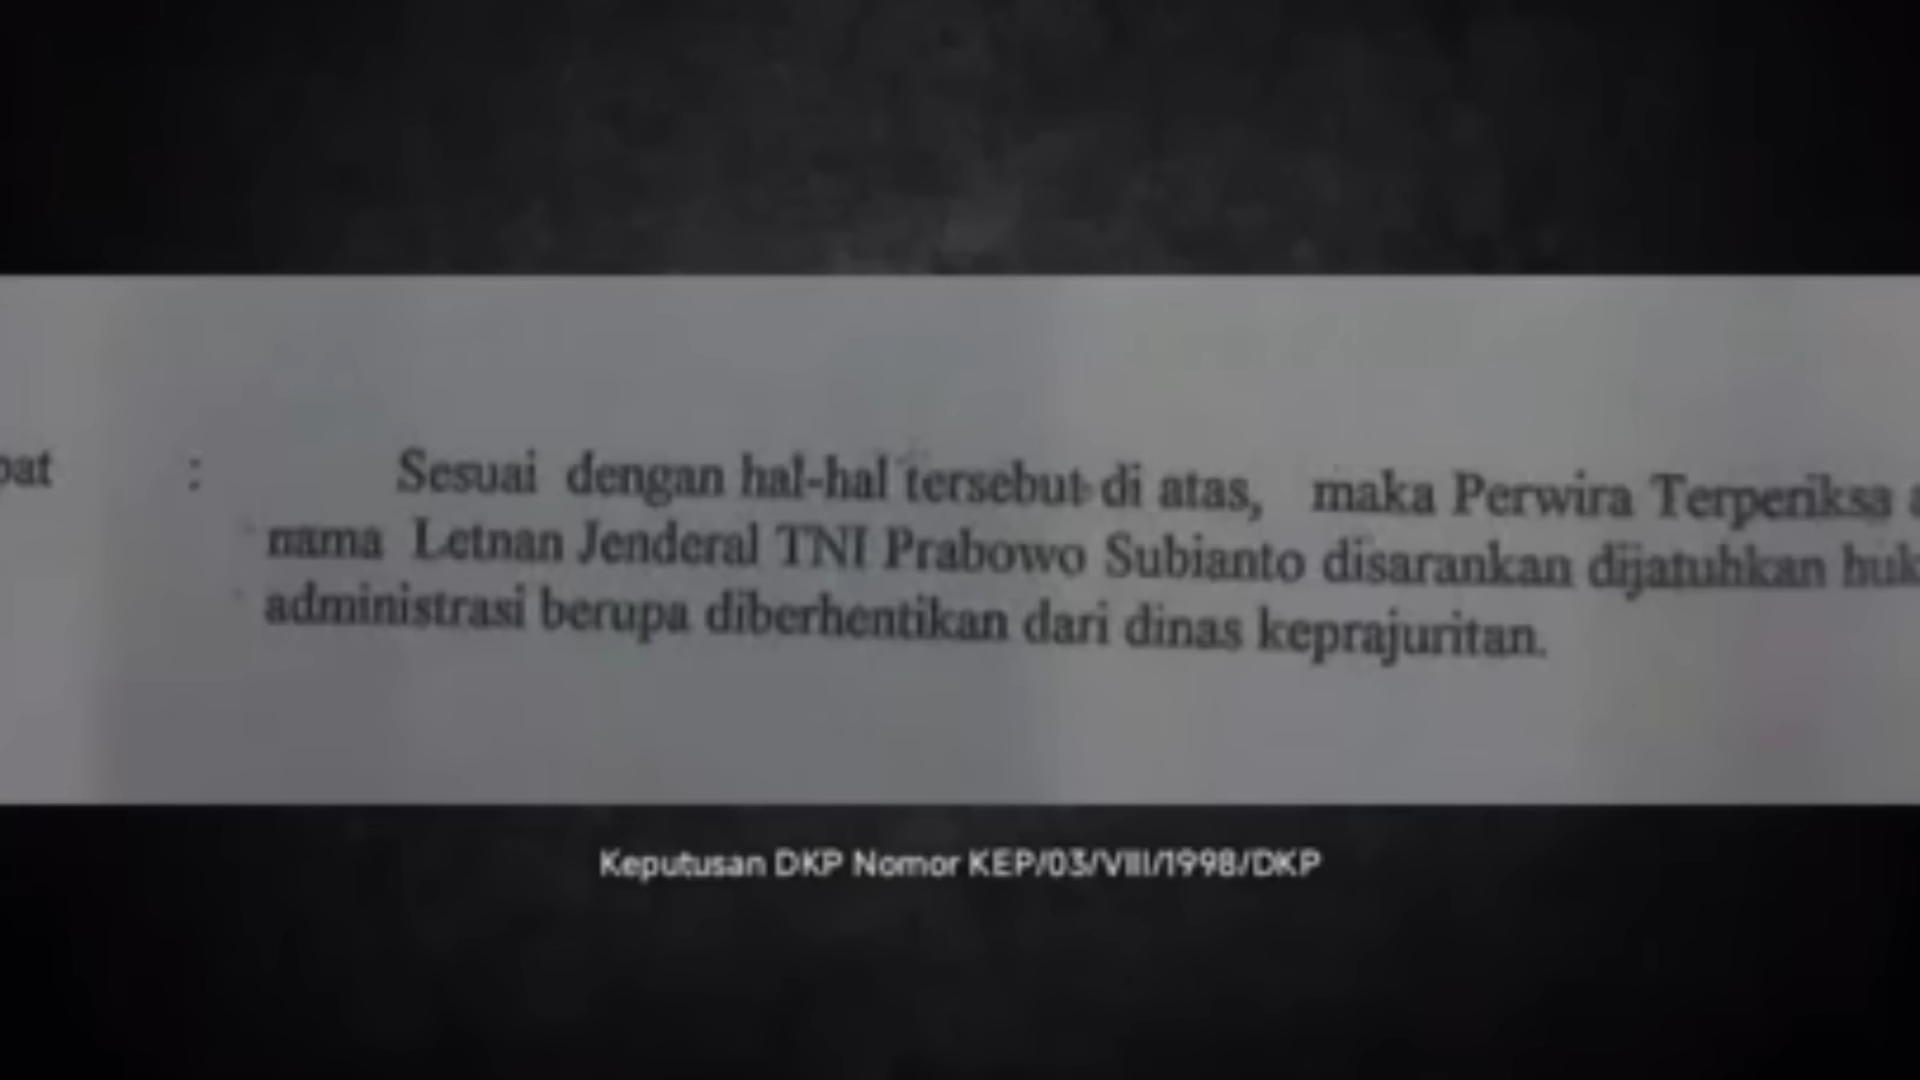 pat : Sesuai dengan hal-hal tersebut di atas, maka Perwira Terperiksa a
nama Letnan Jenderal TNI Prabowo Subianto disarankan dijatuhkan huk
administrasi berupa diberhentikan dari dinas keprajuritan.
Keputusan DKP Nomor KEP/03/VIII/1998/DKP